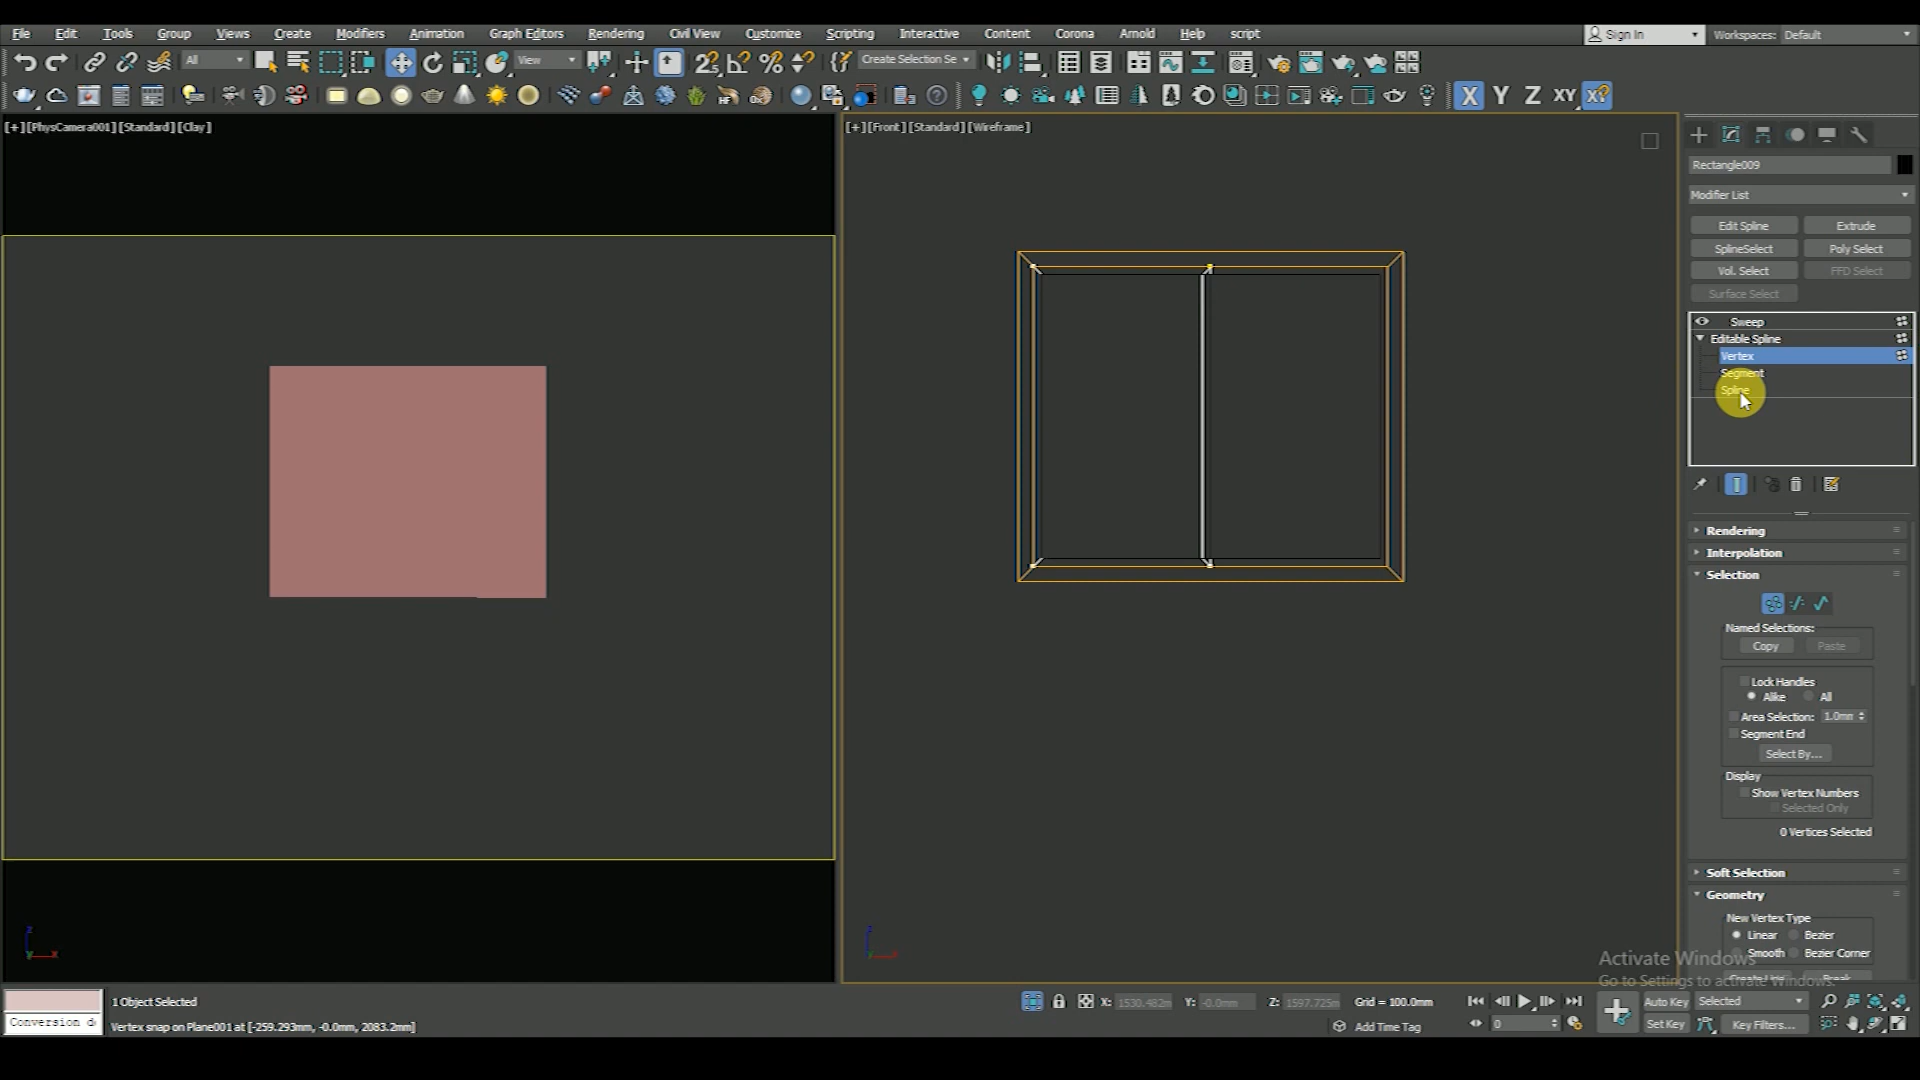 File Edit Tools Group Views Create Modifiers Animation Graph Editors Rendering Civil View Customize Scripting Interactive Content Corona Arnold Help script Sign In Workspaces: Default
All View Create Selection Se
X Y Z XY XY
[+][PhysCamera001][Standard][Clay]
[+][Front][Standard][Wireframe]
Rectangle009
Modifier List
Edit Spline Extrude
SplineSelect Poly Select
Vol. Select FFD Select
Surface Select
Sweep
Editable Spline
Vertex
Segment
Spline
Rendering
Interpolation
Selection
Named Selections:
Copy Paste
Lock Handles
Alike All
Area Selection: 1.0mm
Segment End
Select By...
Display
Show Vertex Numbers
Selected Only
0 Vertices Selected
Soft Selection
Geometry
New Vertex Type
Linear Bezier
Smooth Bezier Corner
Create Line Break
Activate Windows
Go to Settings to activate Windows.
z
x
z
x
1 Object Selected
X: 1530.482m Y: -0.0mm Z: 1597.725m Grid = 100.0mm
Auto Key Selected
Conversion d
Vertex snap on Plane001 at [-259.293mm, -0.0mm, 2083.2mm]
Add Time Tag
0
Set Key Key Filters...